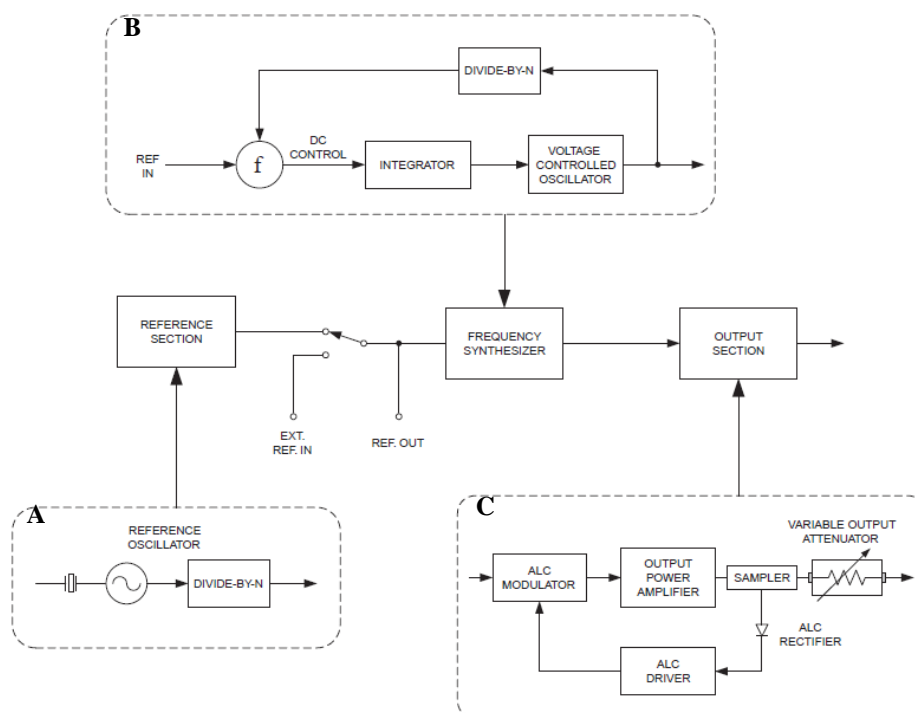 B
DIVIDE-BY-N
DC
CONTROL
REF
IN
f
INTEGRATOR
VOLTAGE
CONTROLLED
OSCILLATOR
REFERENCE
SECTION
FREQUENCY
SYNTHESIZER
OUTPUT
SECTION
EXT.
REF. IN
REF. OUT
A
REFERENCE
OSCILLATOR
DIVIDE-BY-N
C
ALC
MODULATOR
OUTPUT
POWER
AMPLIFIER
SAMPLER
VARIABLE OUTPUT
ATTENUATOR
ALC
RECTIFIER
ALC
DRIVER